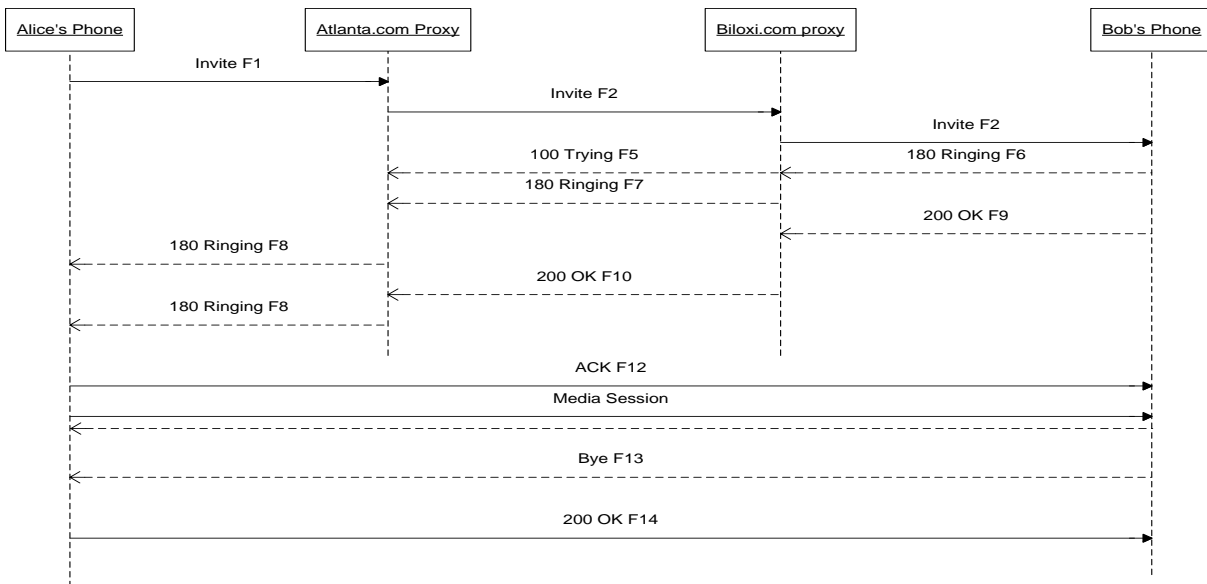 Alice's Phone
Atlanta.com Proxy
Biloxi.com proxy
Bob's Phone
Invite F1
Invite F2
Invite F2
100 Trying F5
180 Ringing F6
180 Ringing F7
200 OK F9
180 Ringing F8
200 OK F10
180 Ringing F8
ACK F12
Media Session
Bye F13
200 OK F14